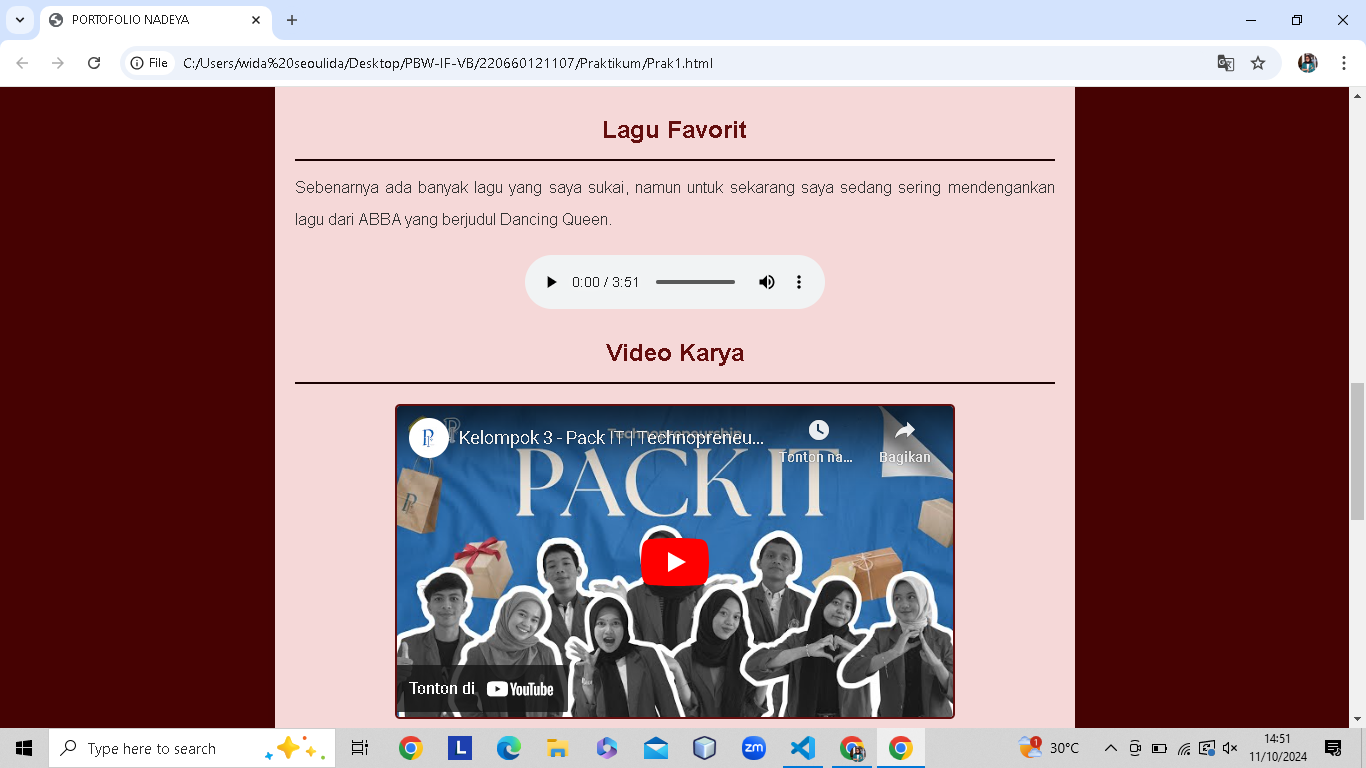 PORTOFOLIO NADEYA
File
C:/Users/wida%20seoulida/Desktop/PBW-IF-VB/220660121107/Praktikum/Prak1.html
Lagu Favorit
Sebenarnya ada banyak lagu yang saya sukai, namun untuk sekarang saya sedang sering mendengankan
lagu dari ABBA yang berjudul Dancing Queen.
0:00 / 3:51
Video Karya
Technopreneurship
Kelompok 3 - Pack IT | Technopreneu...
Tonton na...
Bagikan
PACK IT
Tonton di YouTube
Type here to search
L
zm
1
30°C
14:51
11/10/2024